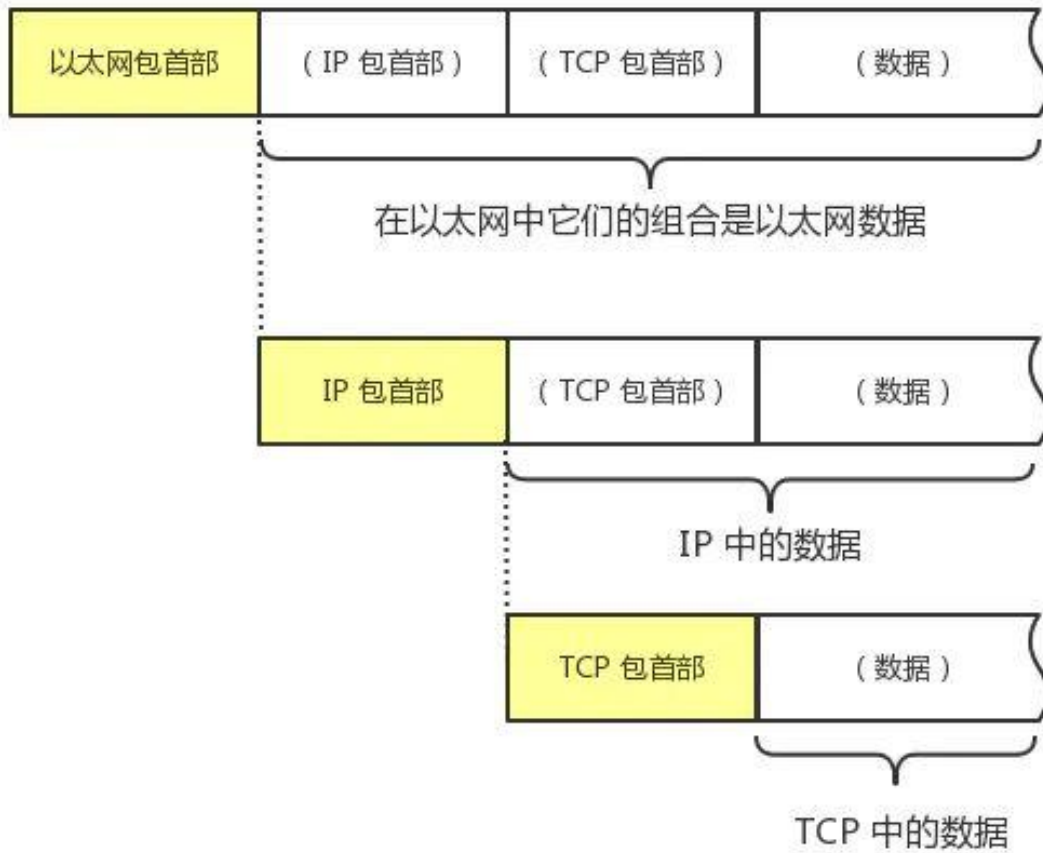 以太网包首部 （IP 包首部） （TCP 包首部） （数据）
在以太网中它们的组合是以太网数据
IP 包首部 （TCP 包首部） （数据）
IP 中的数据
TCP 包首部 （数据）
TCP 中的数据